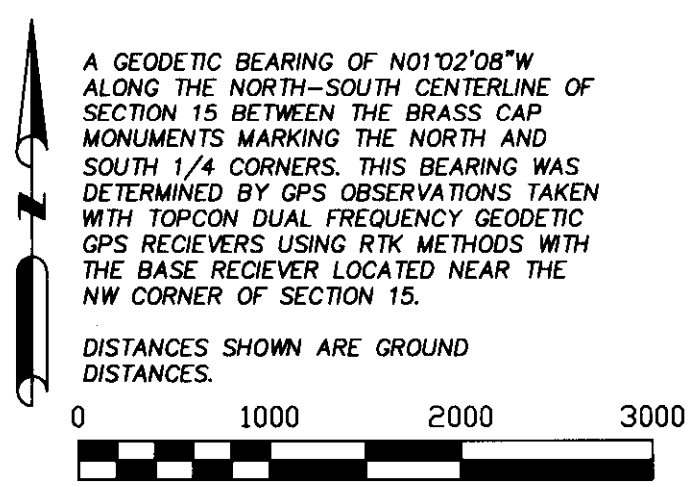 A GEODETIC BEARING OF N01°02'08"W
ALONG THE NORTH-SOUTH CENTERLINE OF
SECTION 15 BETWEEN THE BRASS CAP
MONUMENTS MARKING THE NORTH AND
SOUTH 1/4 CORNERS. THIS BEARING WAS
DETERMINED BY GPS OBSERVATIONS TAKEN
WITH TOPCON DUAL FREQUENCY GEODETIC
GPS RECIEVERS USING RTK METHODS WITH
THE BASE RECIEVER LOCATED NEAR THE
NW CORNER OF SECTION 15.
DISTANCES SHOWN ARE GROUND
DISTANCES.
N
0 1000 2000 3000